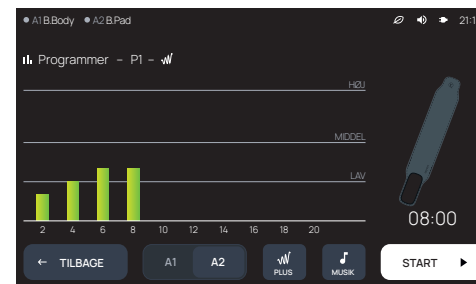 A1 B.Body A2 B.Pad 21:1
Programmer – P1 –
HØJ
MIDDEL
LAV
2 4 6 8 10 12 14 16 18 20
08:00
← TILBAGE A1 A2 PLUS MUSIK START